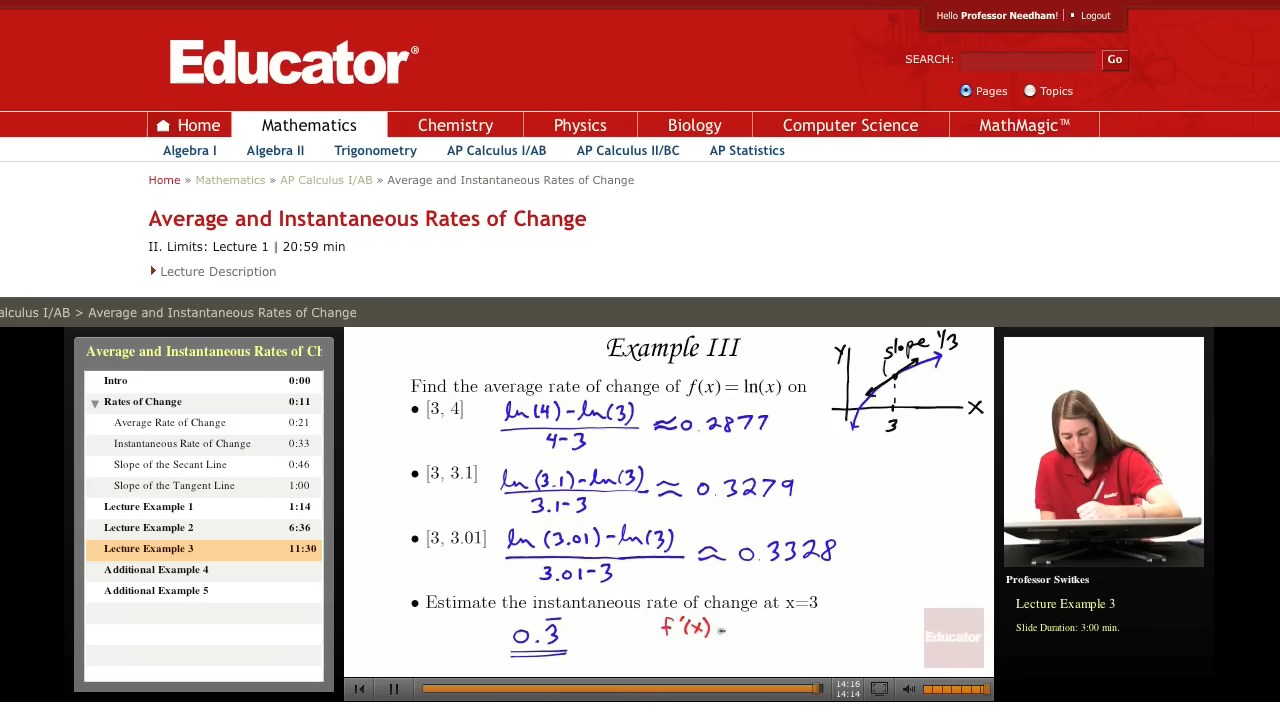 Hello Professor Needham! Logout
Educator®
SEARCH: Go
Pages Topics
Home Mathematics Chemistry Physics Biology Computer Science MathMagic™
Algebra I Algebra II Trigonometry AP Calculus I/AB AP Calculus II/BC AP Statistics
Home » Mathematics » AP Calculus I/AB » Average and Instantaneous Rates of Change
Average and Instantaneous Rates of Change
II. Limits: Lecture 1 | 20:59 min
Lecture Description
alculus I/AB > Average and Instantaneous Rates of Change
Average and Instantaneous Rates of Ch
Intro 0:00
Rates of Change 0:11
Average Rate of Change 0:21
Instantaneous Rate of Change 0:33
Slope of the Secant Line 0:46
Slope of the Tangent Line 1:00
Lecture Example 1 1:14
Lecture Example 2 6:36
Lecture Example 3 11:30
Additional Example 4
Additional Example 5
Example III
Find the average rate of change of f(x) = ln(x) on
• [3, 4] ln(4)-ln(3) / 4-3 ≈0.2877
• [3, 3.1] ln(3.1)-ln(3) / 3.1-3 ≈ 0.3279
• [3, 3.01] ln(3.01)-ln(3) / 3.01-3 ≈ 0.3328
• Estimate the instantaneous rate of change at x=3
0.3̅ f'(x)
Y slope 1/3
3 X
Educator
14:16
14:14
Professor Switkes
Lecture Example 3
Slide Duration: 3:00 min.